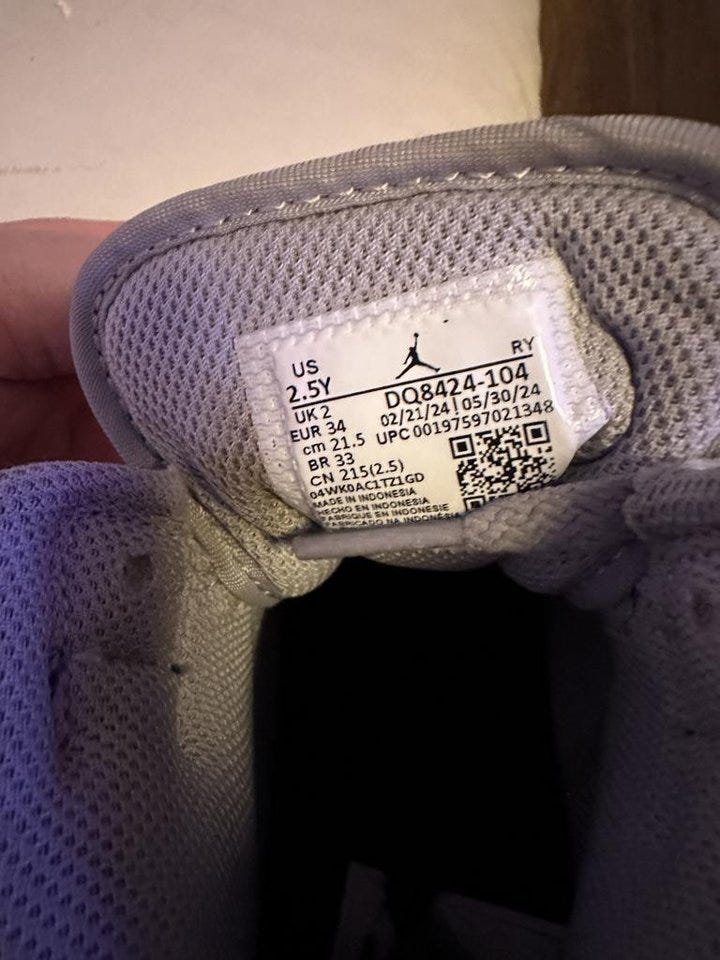 US
RY
2.5Y
DQ8424-104
UK 2
02/21/24 | 05/30/24
EUR 34
UPC 00197597021348
cm 21.5
BR 33
CN 215(2.5)
04WK0AC1TZ1GD
MADE IN INDONESIA
HECHO EN INDONESIA
FABRIQUE EN INDONESIE
FABRICADO NA INDONESIA